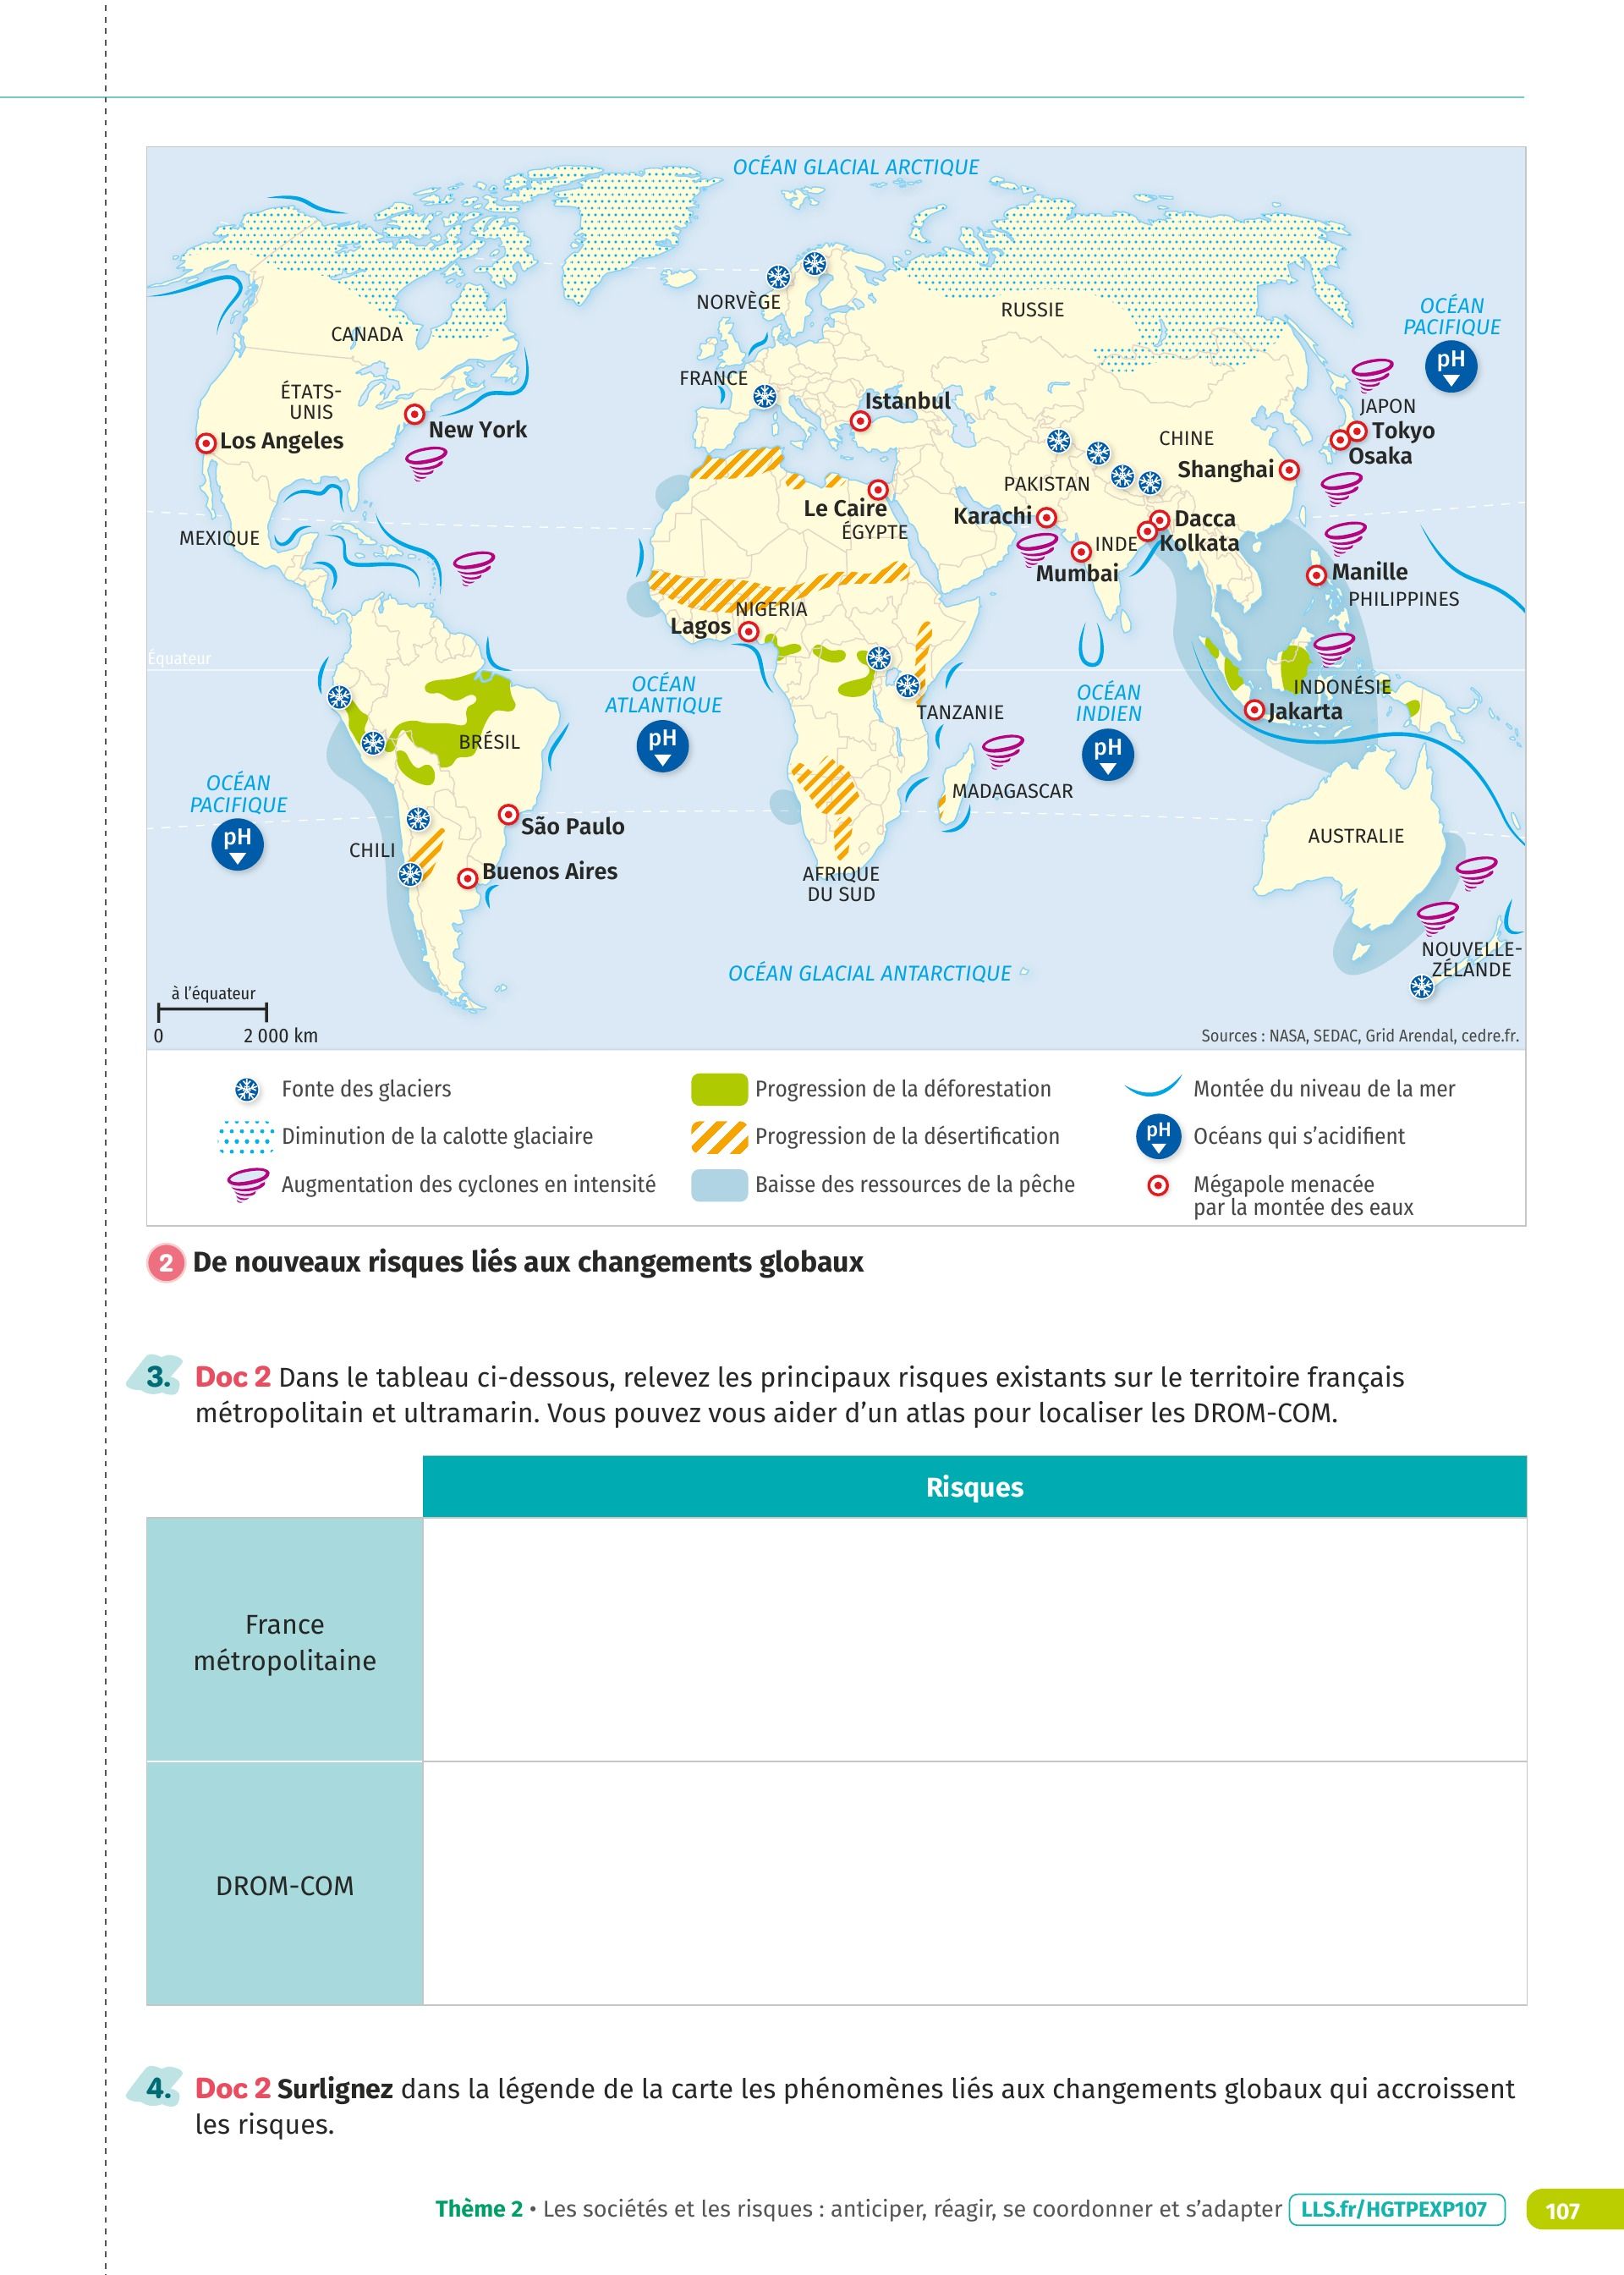 OCÉAN GLACIAL ARCTIQUE
NORVÈGE
RUSSIE
OCÉAN
PACIFIQUE
pH
CANADA
FRANCE
ÉTATS-
UNIS
Istanbul
JAPON
New York
Los Angeles
CHINE
Tokyo
Osaka
Shanghai
PAKISTAN
Le Caire
ÉGYPTE
Karachi
Dacca
Kolkata
INDE
MEXIQUE
Mumbai
Manille
PHILIPPINES
NIGERIA
Lagos
Équateur
OCÉAN
ATLANTIQUE
pH
OCÉAN
INDIEN
pH
INDONÉSIE
Jakarta
TANZANIE
BRÉSIL
OCÉAN
PACIFIQUE
pH
MADAGASCAR
São Paulo
AUSTRALIE
CHILI
Buenos Aires
AFRIQUE
DU SUD
NOUVELLE-
ZÉLANDE
OCÉAN GLACIAL ANTARCTIQUE
à l'équateur
0 2 000 km
Sources : NASA, SEDAC, Grid Arendal, cedre.fr.
Fonte des glaciers
Diminution de la calotte glaciaire
Augmentation des cyclones en intensité
Progression de la déforestation
Progression de la désertification
Baisse des ressources de la pêche
Montée du niveau de la mer
pH Océans qui s'acidifient
Mégapole menacée
par la montée des eaux
2 De nouveaux risques liés aux changements globaux
3. Doc 2 Dans le tableau ci-dessous, relevez les principaux risques existants sur le territoire français
métropolitain et ultramarin. Vous pouvez vous aider d'un atlas pour localiser les DROM-COM.
Risques
France
métropolitaine
DROM-COM
4. Doc 2 Surlignez dans la légende de la carte les phénomènes liés aux changements globaux qui accroissent
les risques.
Thème 2 • Les sociétés et les risques : anticiper, réagir, se coordonner et s'adapter LLS.fr/HGTPEXP107 107